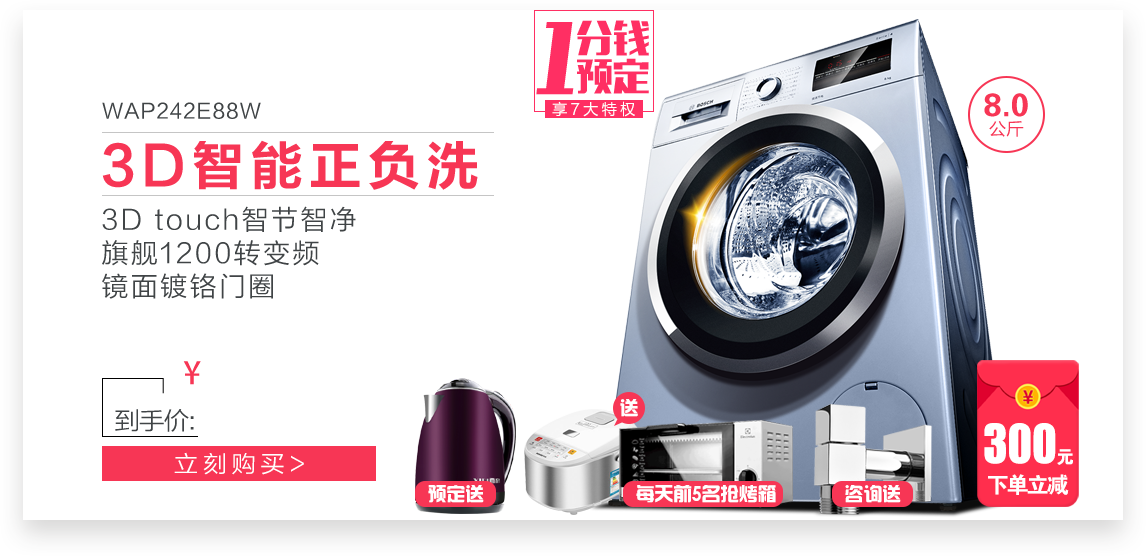 1分钱
预定
享7大特权
WAP242E88W
3D智能正负洗
3D touch智节智净
旗舰1200转变频
镜面镀铬门圈
¥
到手价:
立刻购买>
BOSCH
8.0
公斤
预定送
送
每天前5名抢烤箱
咨询送
¥
300元
下单立减